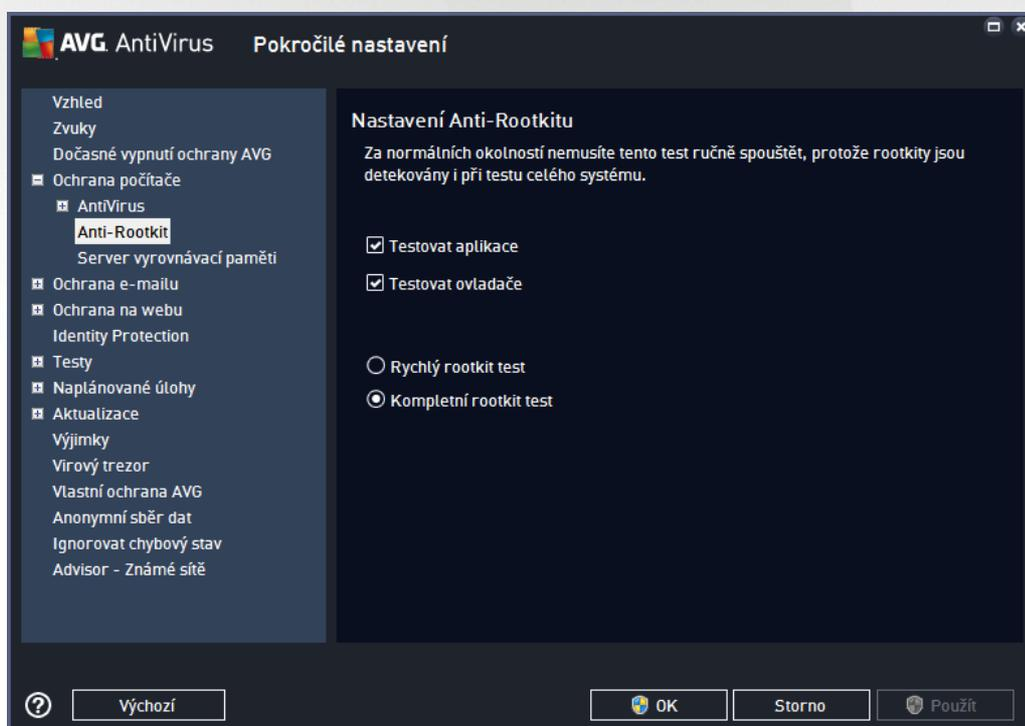 AVG. AntiVirus Pokročilé nastavení
Vzhled
Zvuky
Dočasné vypnutí ochrany AVG
Ochrana počítače
AntiVirus
Anti-Rootkit
Server vyrovnávací paměti
Ochrana e-mailu
Ochrana na webu
Identity Protection
Testy
Naplánované úlohy
Aktualizace
Výjimky
Virový trezor
Vlastní ochrana AVG
Anonymní sběr dat
Ignorovat chybový stav
Advisor - Známé sítě
Nastavení Anti-Rootkitu
Za normálních okolností nemusíte tento test ručně spouštět, protože rootkity jsou
detekovány i při testu celého systému.
Testovat aplikace
Testovat ovladače
Rychlý rootkit test
Kompletní rootkit test
? Výchozí OK Storno Použít